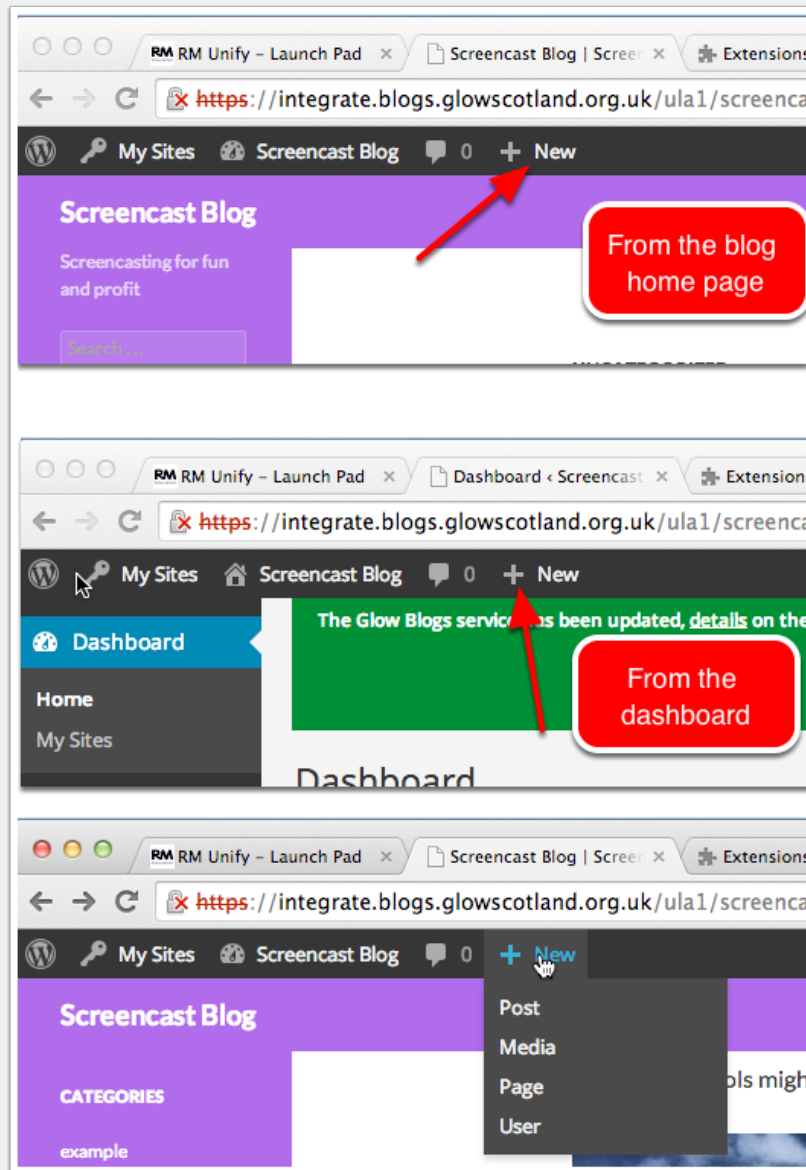 RM RM Unify – Launch Pad × Screencast Blog | Screen × Extensions
https://integrate.blogs.glowscotland.org.uk/ula1/screenca
My Sites Screencast Blog 0 + New
Screencast Blog
Screencasting for fun
and profit
Search ...
From the blog
home page
RM RM Unify – Launch Pad × Dashboard ‹ Screencast × Extension
https://integrate.blogs.glowscotland.org.uk/ula1/screenca
My Sites Screencast Blog 0 + New
The Glow Blogs service has been updated, details on the
Dashboard
Home
My Sites
From the
dashboard
Dashboard
RM RM Unify – Launch Pad × Screencast Blog | Screen × Extensions
https://integrate.blogs.glowscotland.org.uk/ula1/screenca
My Sites Screencast Blog 0 + New
Screencast Blog
Post
Media
Page
User
CATEGORIES
example
ols migh